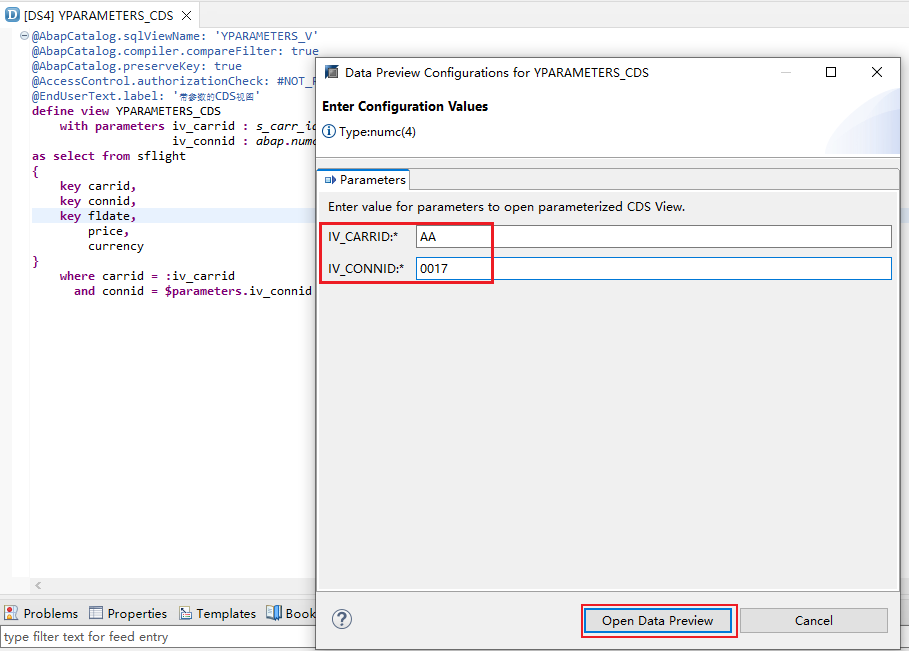 [DS4] YPARAMETERS_CDS
@AbapCatalog.sqlViewName: 'YPARAMETERS_V'
@AbapCatalog.compiler.compareFilter: true
@AbapCatalog.preserveKey: true
@AccessControl.authorizationCheck: #NOT_R
@EndUserText.label: '带参数的CDS视图'
define view YPARAMETERS_CDS
with parameters iv_carrid : s_carr_id
iv_connid : abap.numc
as select from sflight
{
key carrid,
key connid,
key fldate,
price,
currency
}
where carrid = :iv_carrid
and connid = $parameters.iv_connid
Data Preview Configurations for YPARAMETERS_CDS
Enter Configuration Values
Type:numc(4)
Parameters
Enter value for parameters to open parameterized CDS View.
IV_CARRID:* AA
IV_CONNID:* 0017
Open Data Preview Cancel
Problems Properties Templates Book
type filter text for feed entry